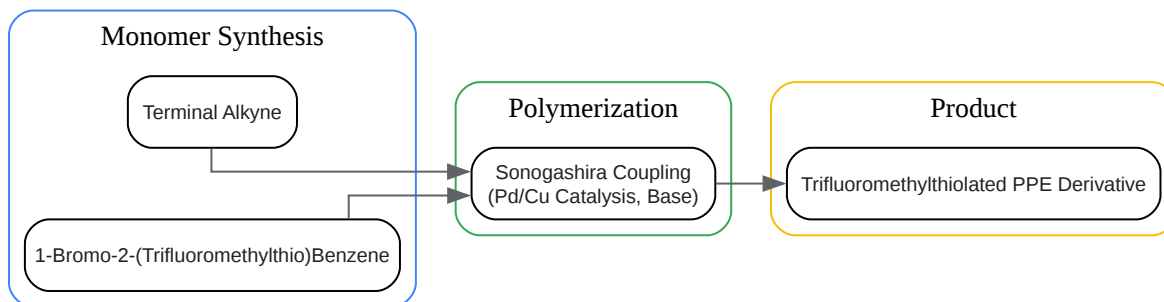 Monomer Synthesis
Terminal Alkyne
1-Bromo-2-(Trifluoromethylthio)Benzene
Polymerization
Sonogashira Coupling
(Pd/Cu Catalysis, Base)
Product
Trifluoromethylthiolated PPE Derivative